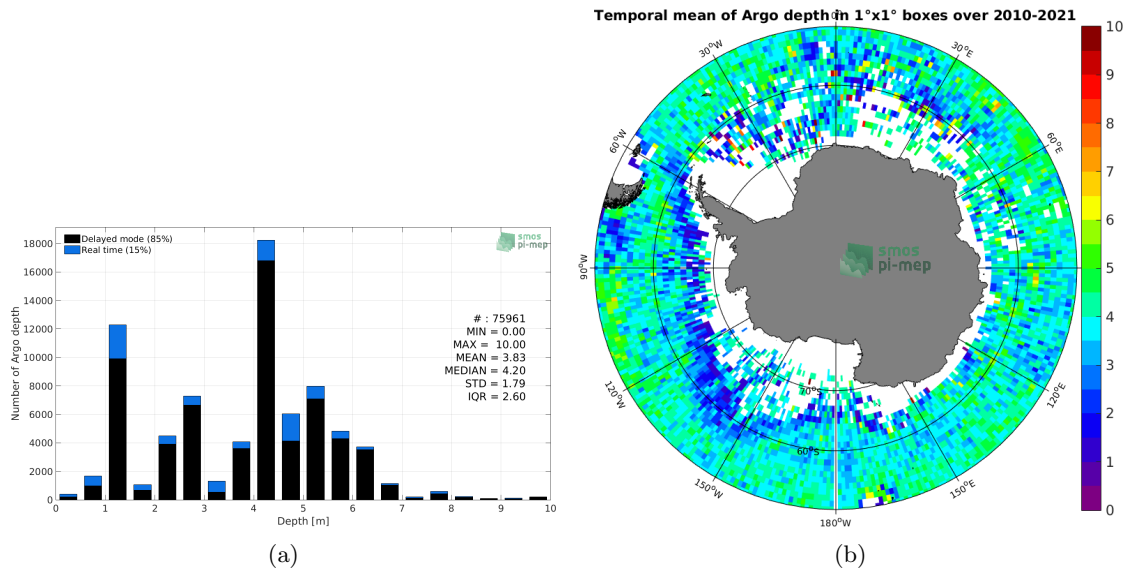 Delayed mode (85%)
Real time (15%)
smos
pi-mep
18000
16000
14000
12000
10000
8000
6000
4000
2000
0
Number of Argo depth
# : 75961
MIN = 0.00
MAX = 10.00
MEAN = 3.83
MEDIAN = 4.20
STD = 1.79
IQR = 2.60
0 1 2 3 4 5 6 7 8 9 10
Depth [m]
(a)
Temporal mean of Argo depth in 1°x1° boxes over 2010-2021
30°W
30°E
60°W
60°E
90°W
smos
pi-mep
120°W
120°E
70°S
60°S
150°W
150°E
180°W
10
9
8
7
6
5
4
3
2
1
0
(b)